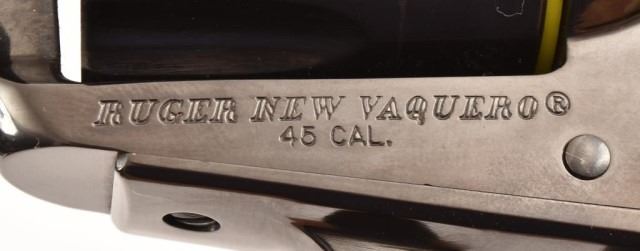 RUGER NEW VAQUERO®
45 CAL.